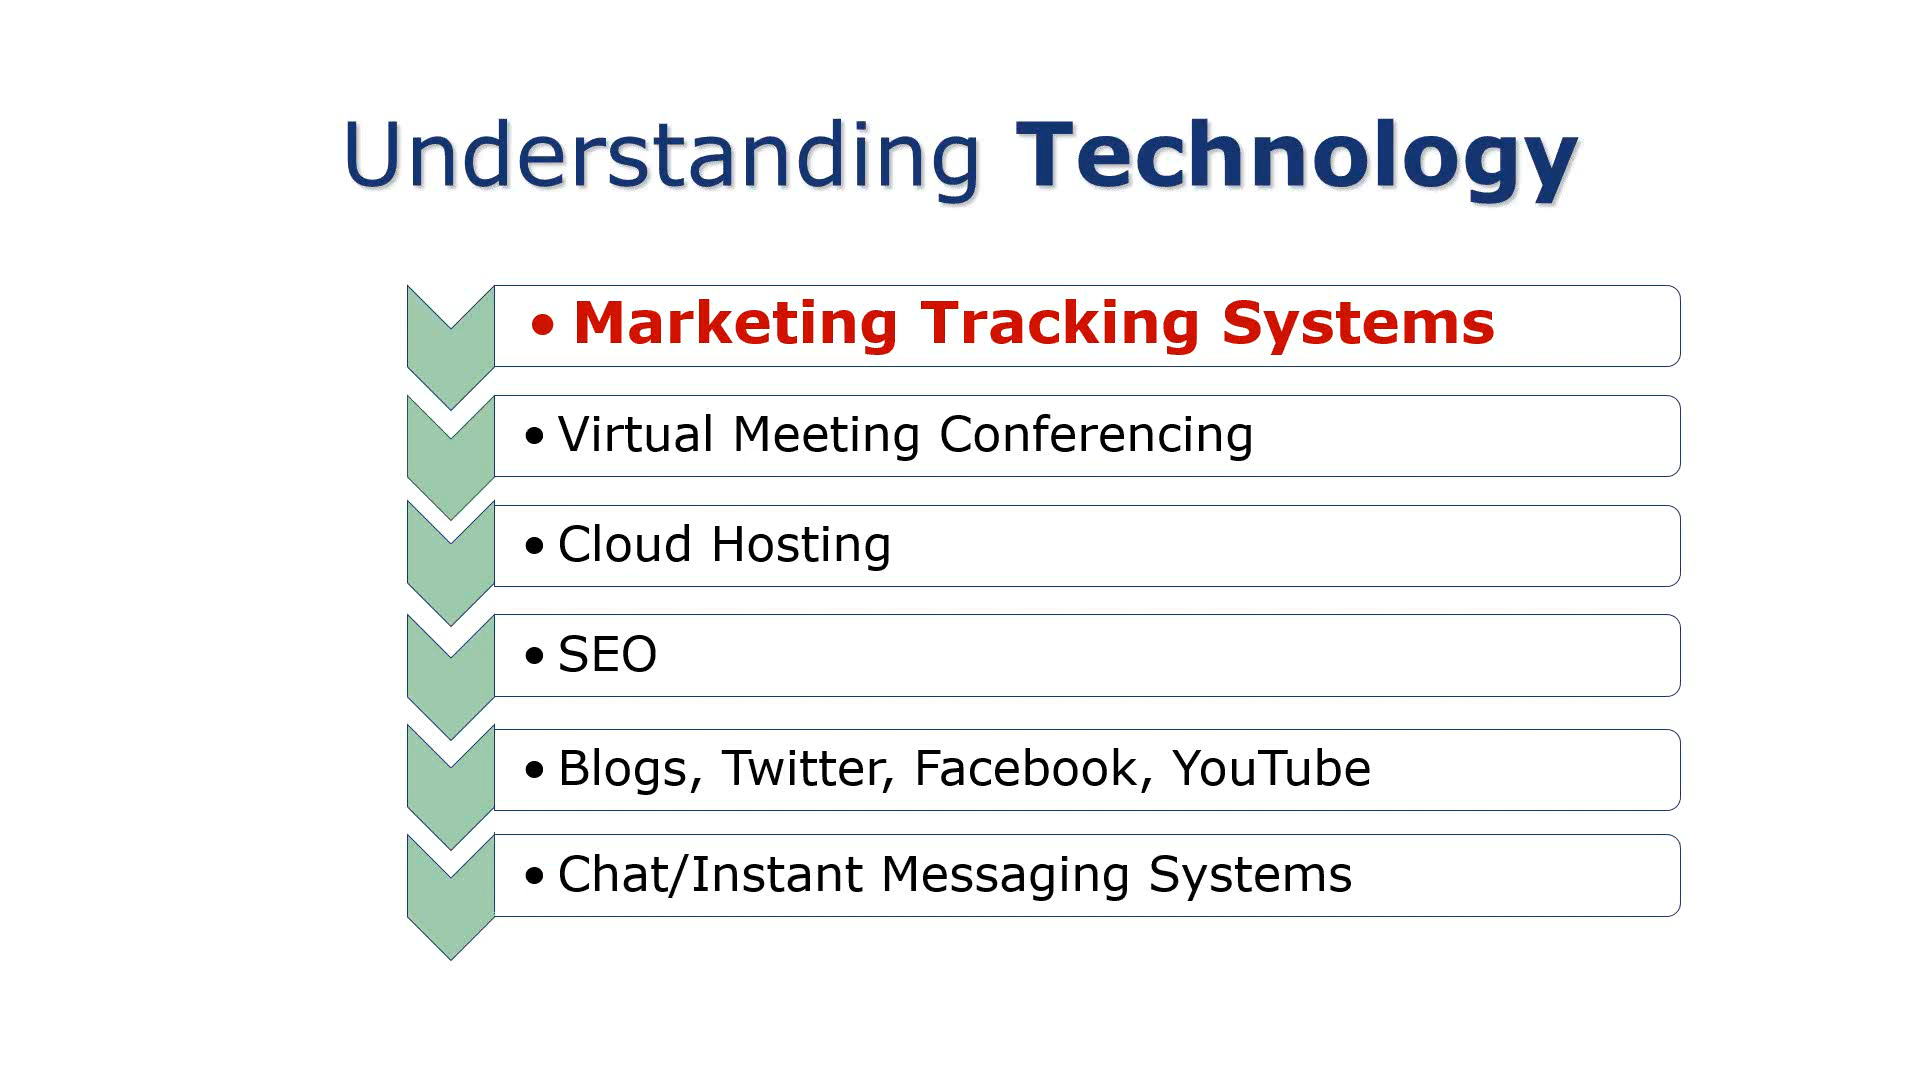 Understanding Technology
• Marketing Tracking Systems
• Virtual Meeting Conferencing
• Cloud Hosting
• SEO
• Blogs, Twitter, Facebook, YouTube
• Chat/Instant Messaging Systems